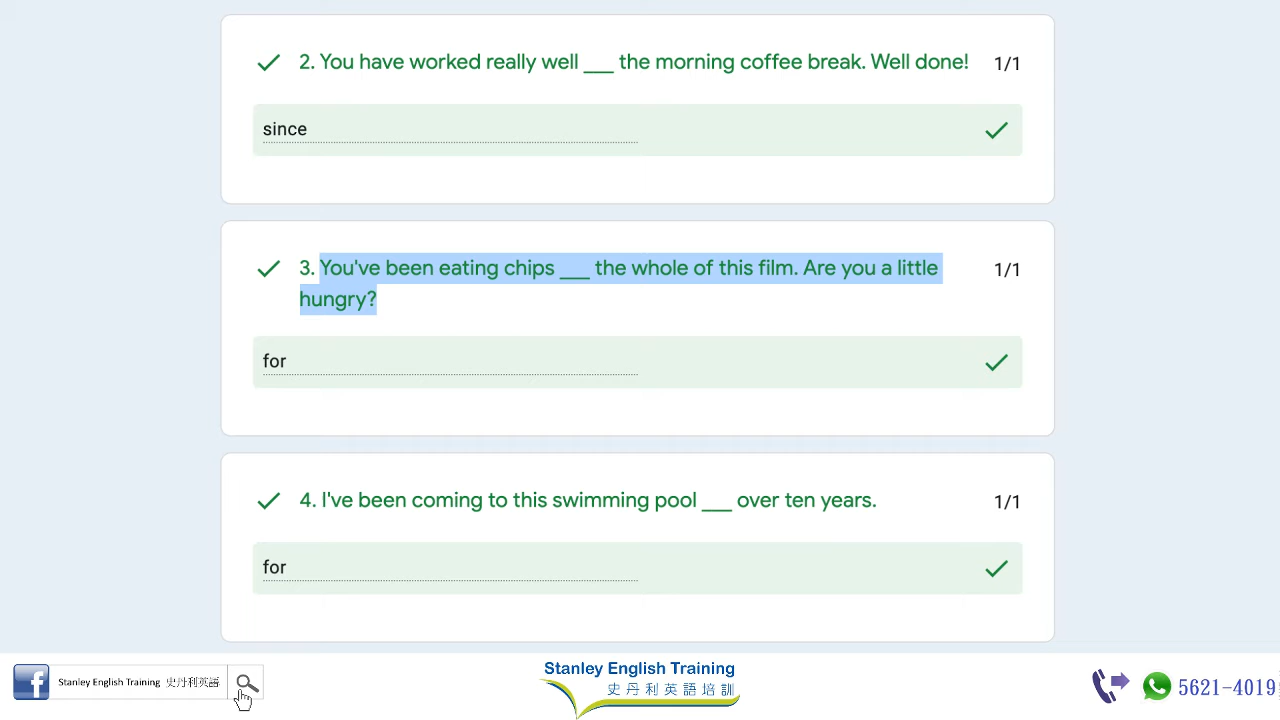 2. You have worked really well ___ the morning coffee break. Well done!
1/1
since
3. You've been eating chips ___ the whole of this film. Are you a little
hungry?
1/1
for
4. I've been coming to this swimming pool ___ over ten years.
1/1
for
Stanley English Training 史丹利英語
Stanley English Training
史丹利英語培訓
5621-4019